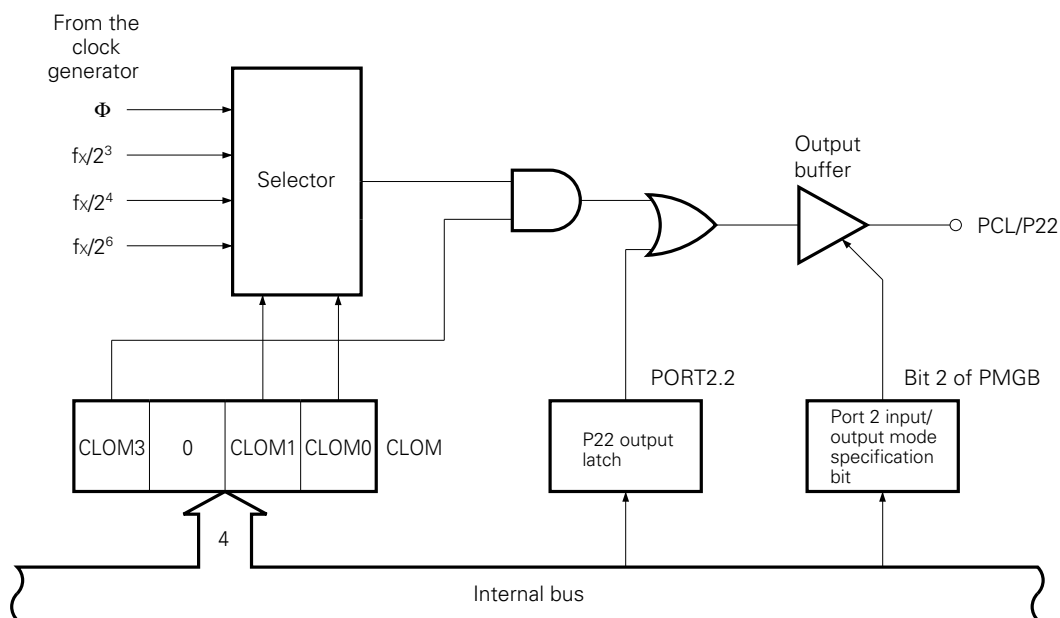 From the
clock
generator
Φ
fx/2³
fx/2⁴
fx/2⁶
Selector
Output
buffer
PCL/P22
PORT2.2
Bit 2 of PMGB
CLOM3 0 CLOM1 CLOM0 CLOM
P22 output
latch
Port 2 input/
output mode
specification
bit
4
Internal bus